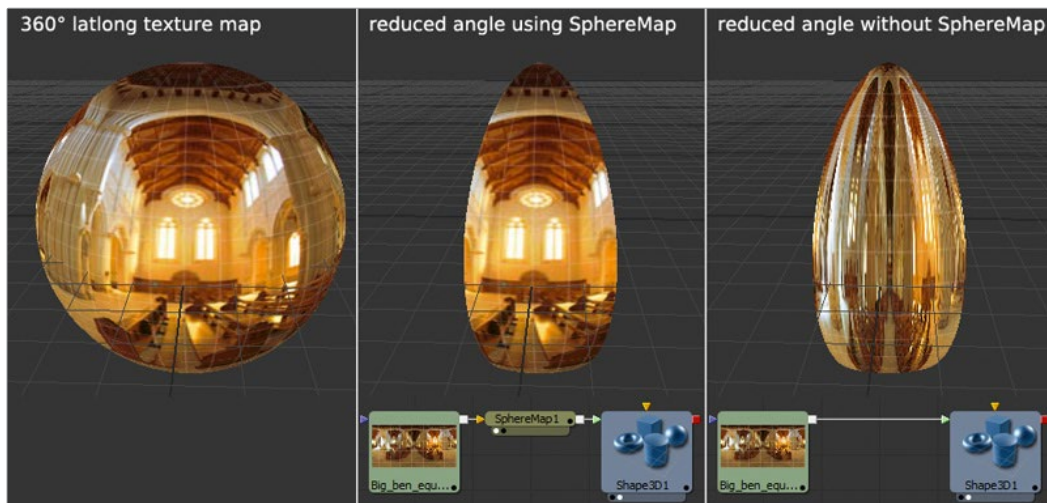 360° latlong texture map
reduced angle using SphereMap
reduced angle without SphereMap
SphereMap1
Big_ben_equ...
Shape3D1
Big_ben_equ...
Shape3D1